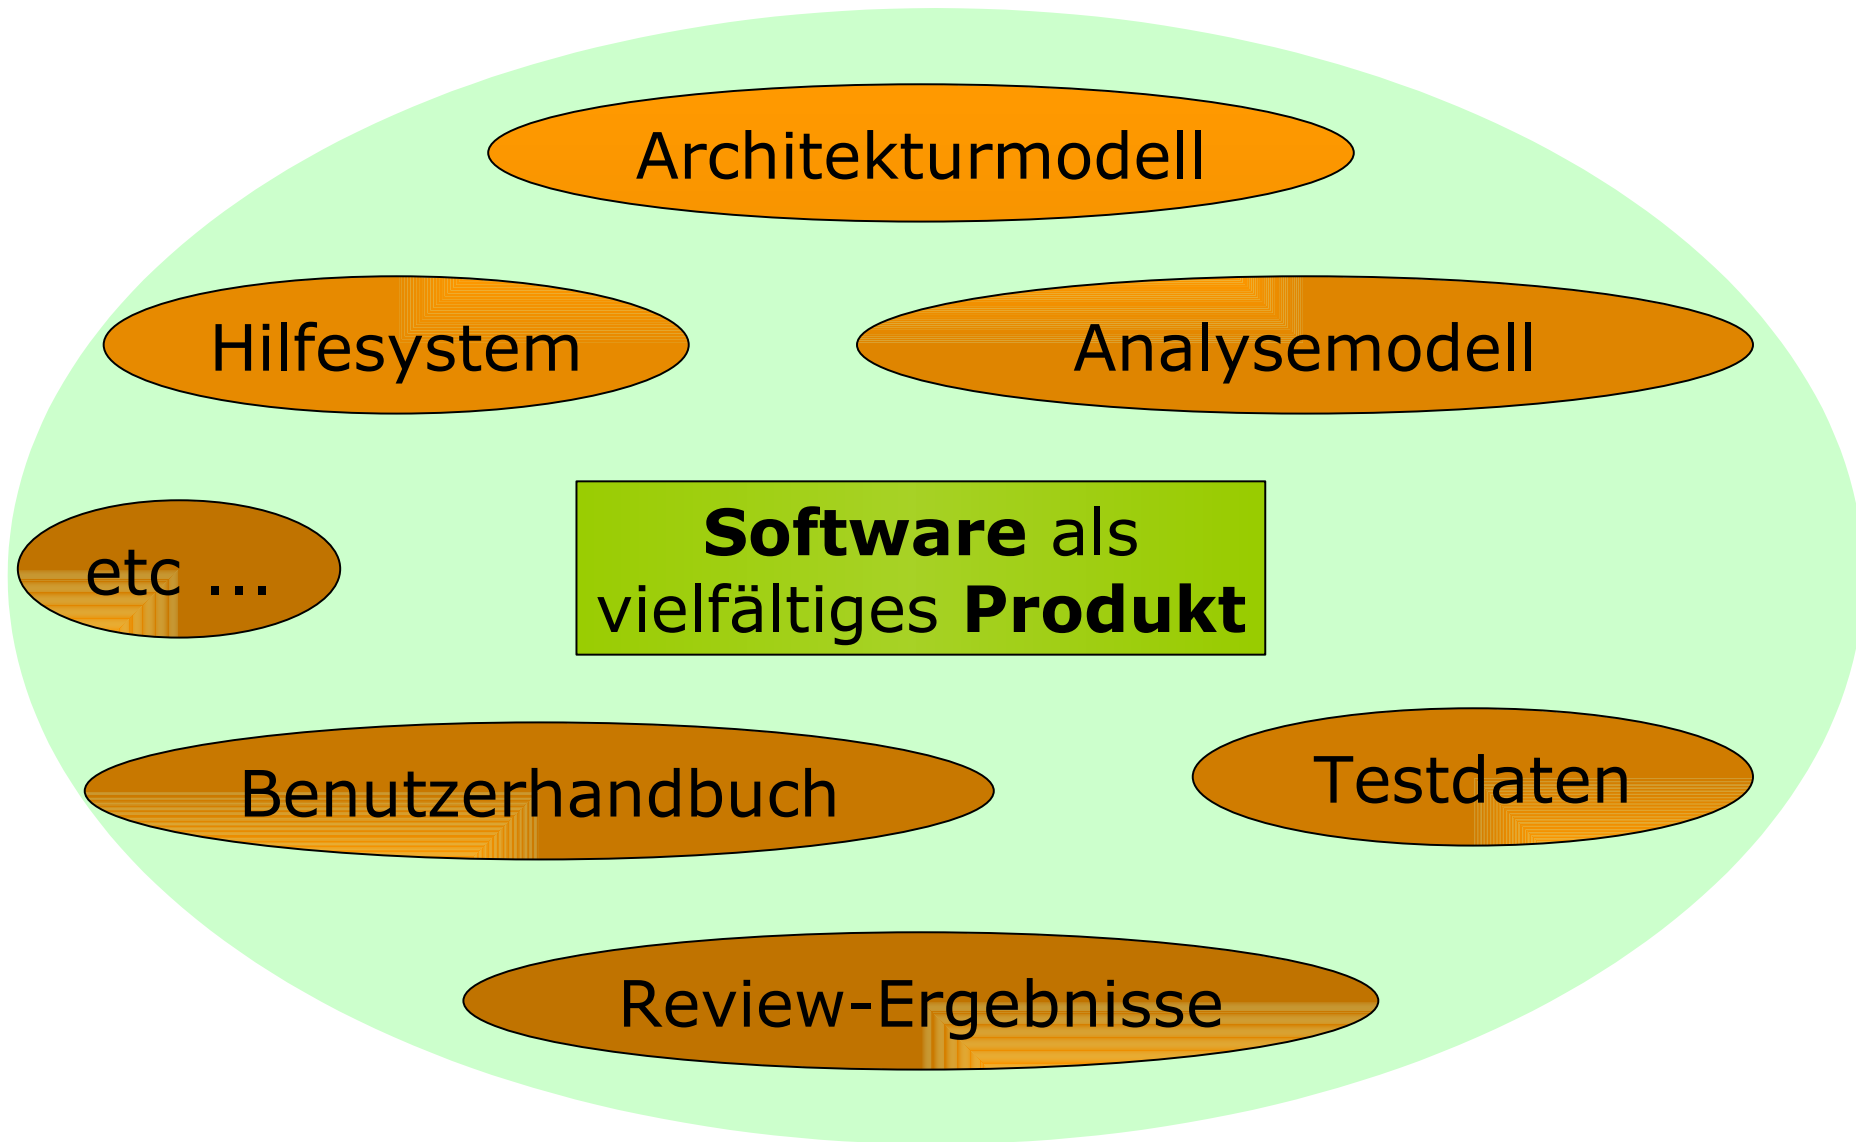 Architekturmodell
Hilfesystem
Analysemodell
Software als
vielfältiges Produkt
etc ...
Benutzerhandbuch
Testdaten
Review-Ergebnisse